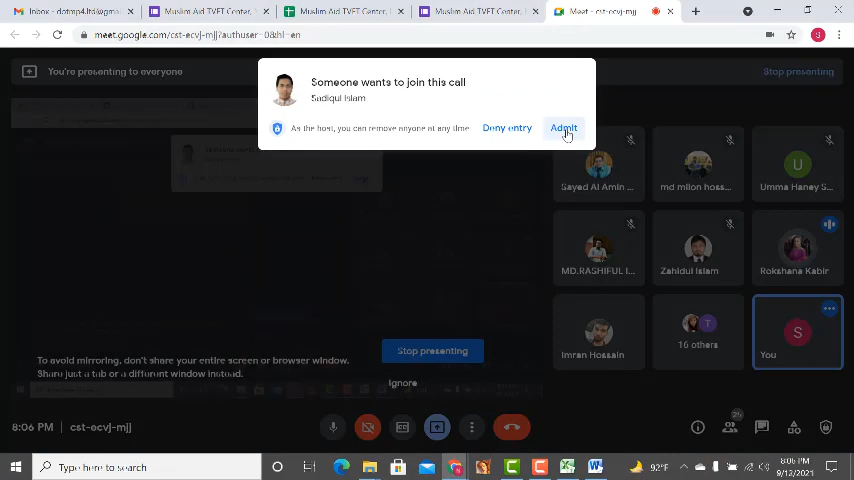 Inbox - dotmp4.ltd@gma
Muslim Aid TVET Center,
Muslim Aid TVET Center,
Muslim Aid TVET Center,
Meet - cst-ecvj-mjj
meet.google.com/cst-ecvj-mjj?authuser=0&hl=en
S
You're presenting to everyone
Stop presenting
Someone wants to join this call
Sadiqul Islam
As the host, you can remove anyone at any time
Deny entry
Admit
Sayed Al Amin ...
md milon hoss...
Umma Haney S...
U
MD.RASHIFUL I...
Zahidul Islam
Rokshana Kabir
Imran Hossain
T
16 others
S
You
To avoid mirroring, don't share your entire screen or browser window.
Share just a tab or a different window instead.
Stop presenting
Ignore
8:06 PM
cst-ecvj-mjj
25
Type here to search
92°F
8:06 PM
9/12/2021